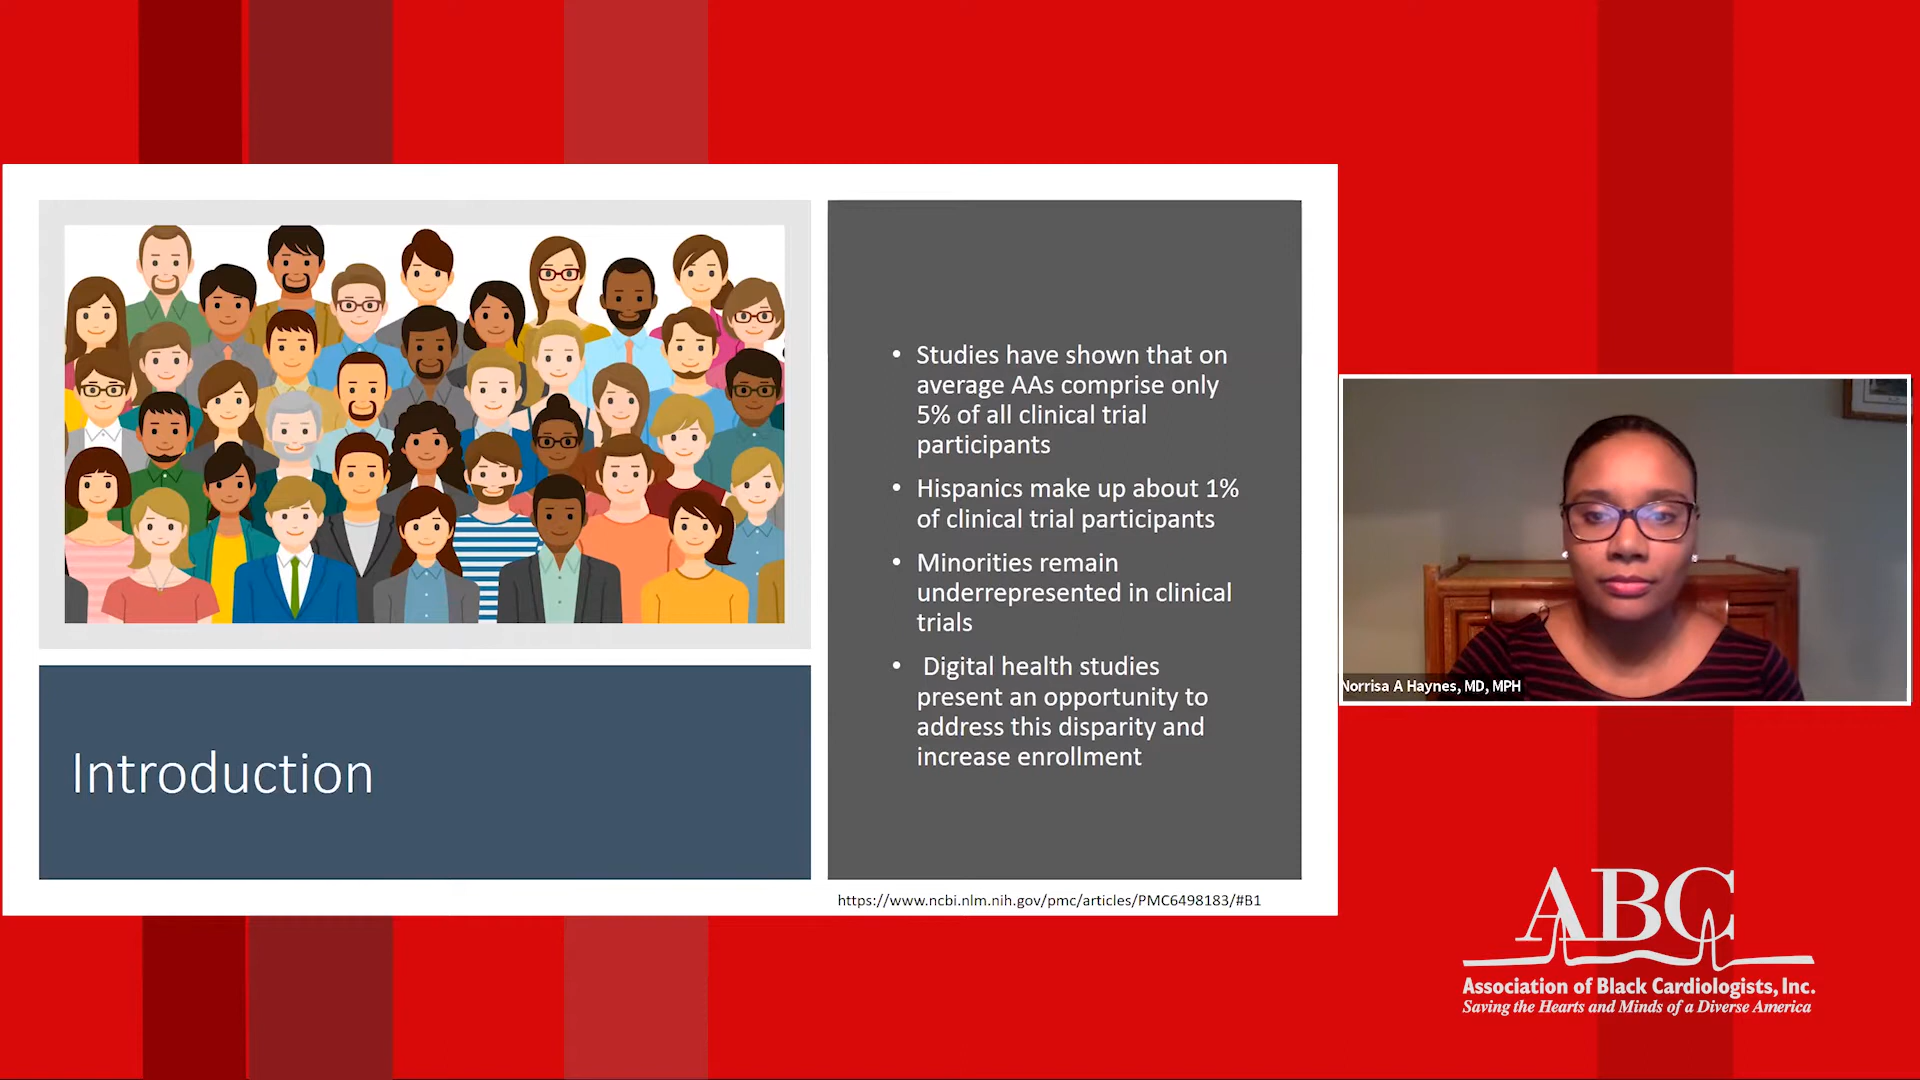 • Studies have shown that on
average AAs comprise only
5% of all clinical trial
participants
• Hispanics make up about 1%
of clinical trial participants
• Minorities remain
underrepresented in clinical
trials
• Digital health studies
present an opportunity to
address this disparity and
increase enrollment
Introduction
https://www.ncbi.nlm.nih.gov/pmc/articles/PMC6498183/#B1
Norrisa A Haynes, MD, MPH
ABC
Association of Black Cardiologists, Inc.
Saving the Hearts and Minds of a Diverse America